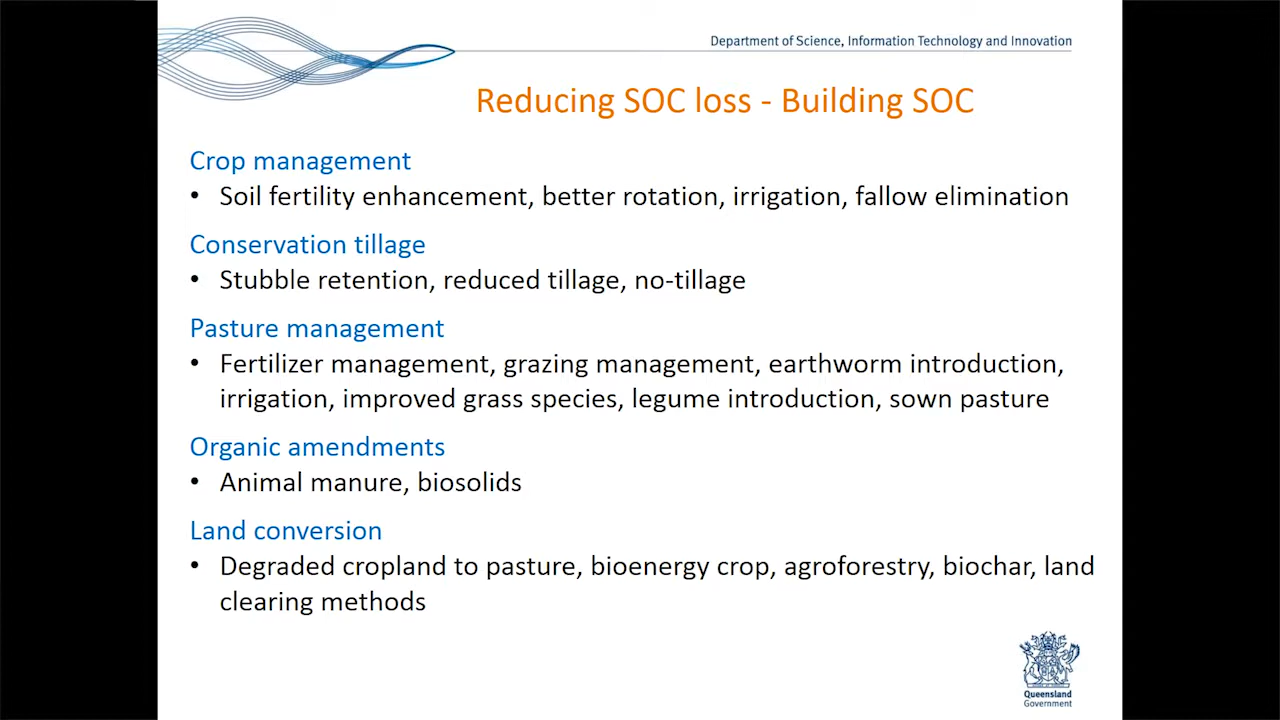 Department of Science, Information Technology and Innovation
Reducing SOC loss - Building SOC
Crop management
• Soil fertility enhancement, better rotation, irrigation, fallow elimination
Conservation tillage
• Stubble retention, reduced tillage, no-tillage
Pasture management
• Fertilizer management, grazing management, earthworm introduction,
irrigation, improved grass species, legume introduction, sown pasture
Organic amendments
• Animal manure, biosolids
Land conversion
• Degraded cropland to pasture, bioenergy crop, agroforestry, biochar, land
clearing methods
Queensland
Government